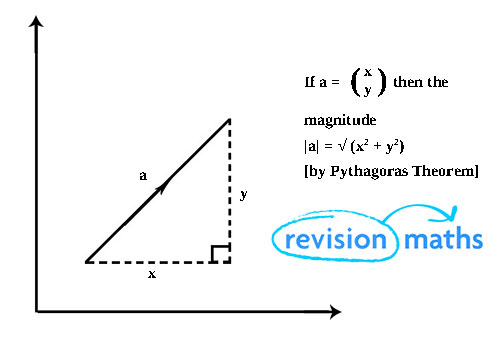 a
y
x
If a = (x
y) then the
magnitude
|a| = √ (x² + y²)
[by Pythagoras Theorem]
revision maths